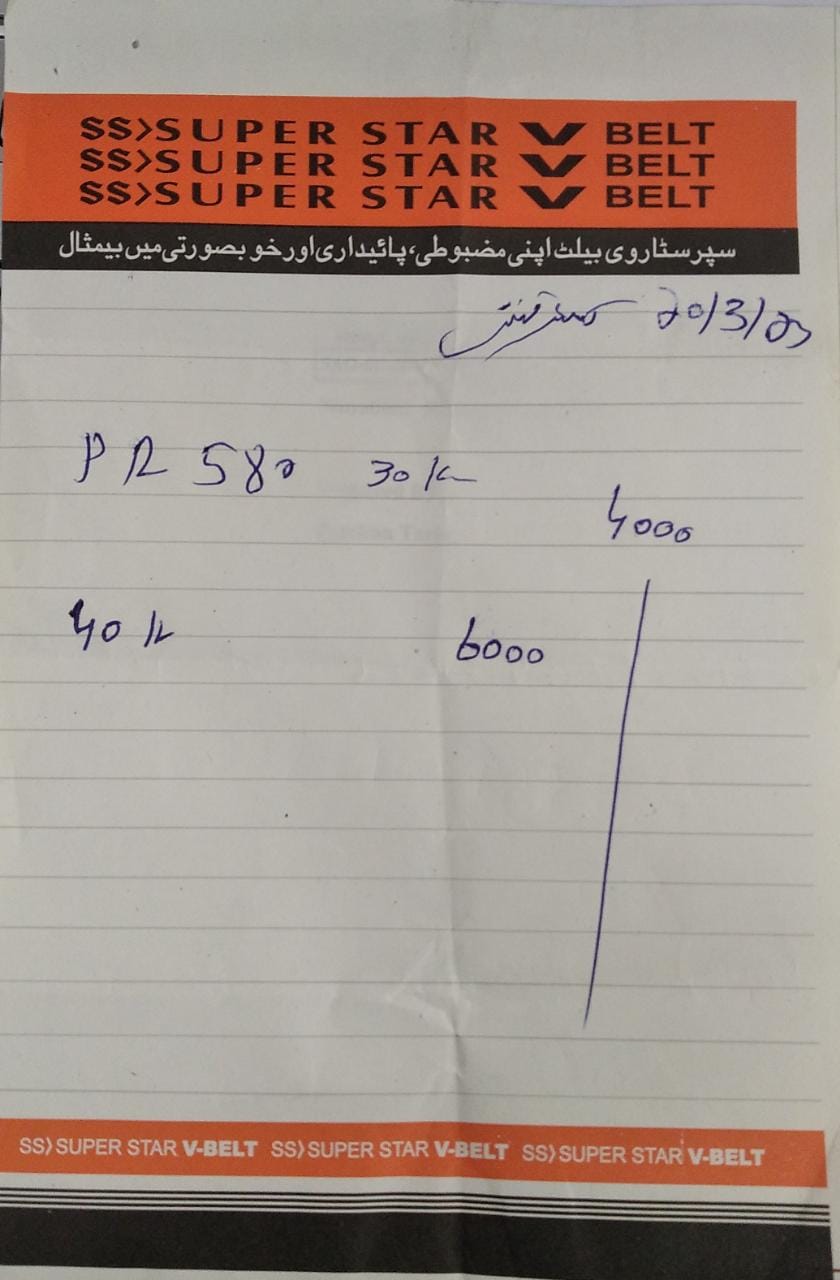 SS>SUPER STAR V BELT
SS>SUPER STAR V BELT
SS>SUPER STAR V BELT
سپر سٹار وی بیلٹ اپنی مضبوطی، پائیداری اور خوبصورتی میں بیمثال
20/3/23
PR 580 30 K
4000
40 K 6000
SS>SUPER STAR V-BELT SS>SUPER STAR V-BELT SS>SUPER STAR V-BELT